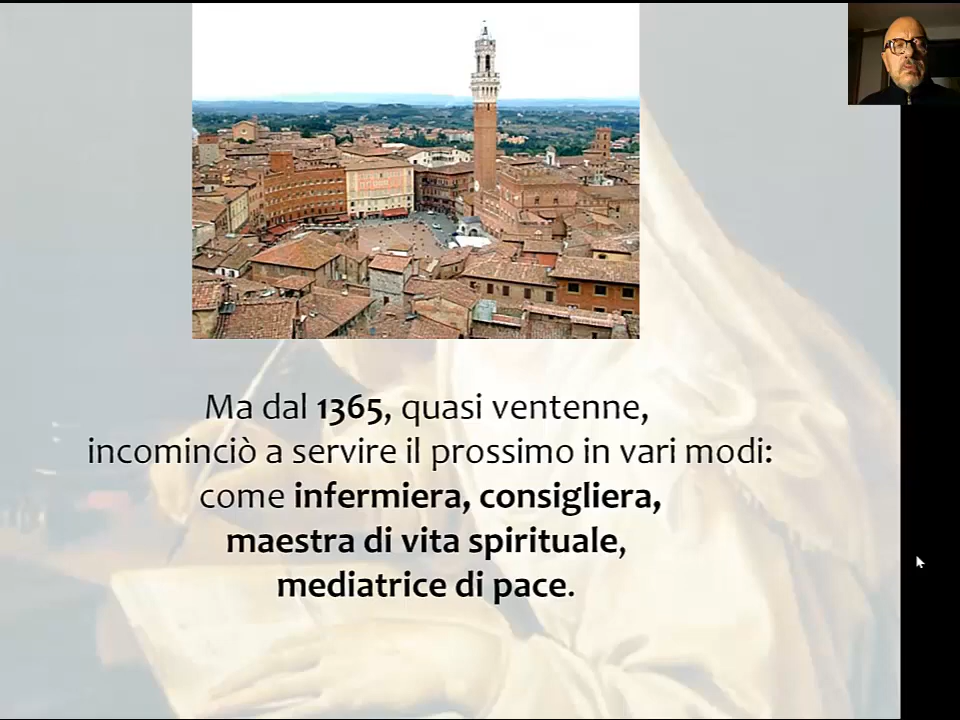 Ma dal 1365, quasi ventenne,
incominciò a servire il prossimo in vari modi:
come infermiera, consigliera,
maestra di vita spirituale,
mediatrice di pace.